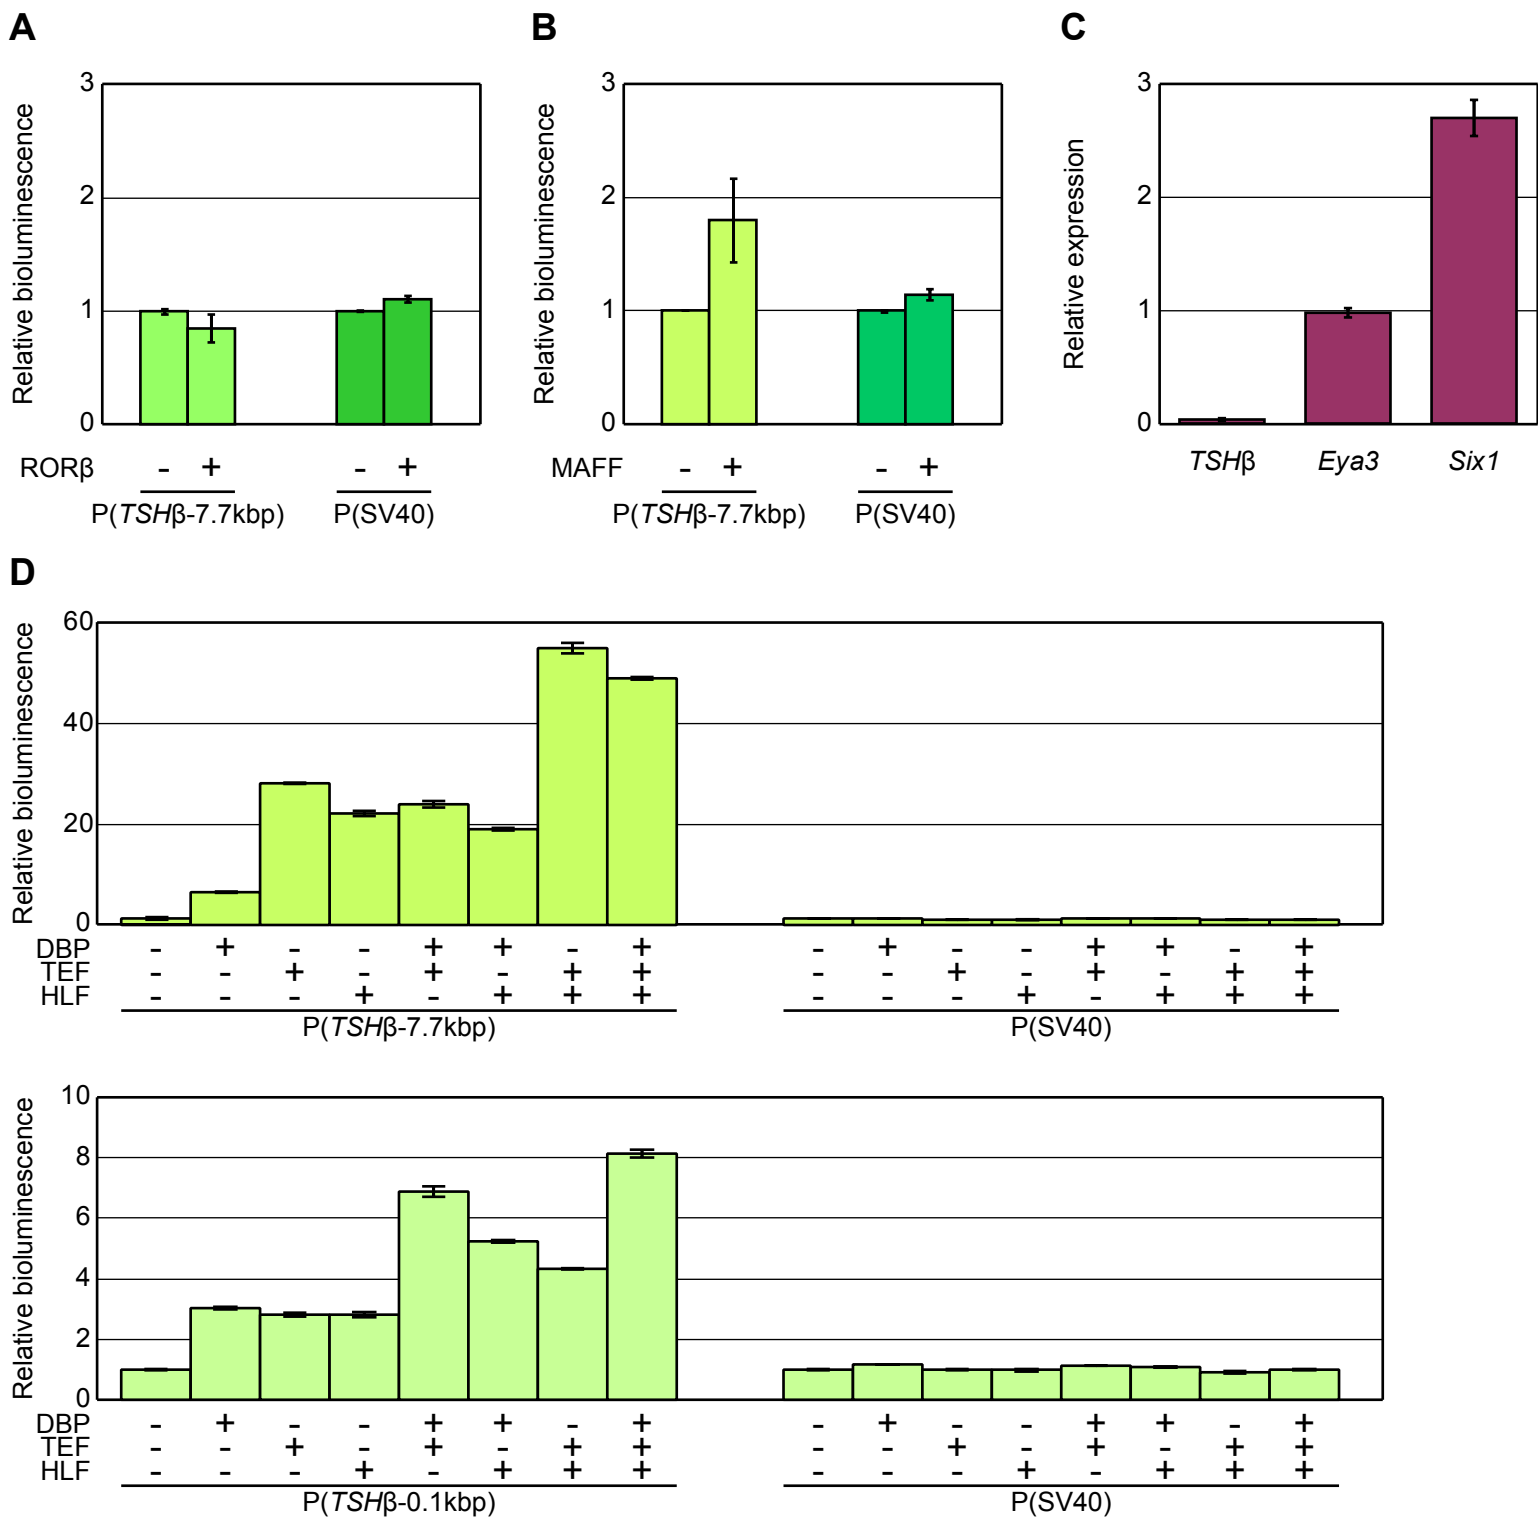 A
B
C
Relative bioluminescence
3
2
1
0
RORβ - + - +
P(TSHβ-7.7kbp) P(SV40)
Relative bioluminescence
3
2
1
0
MAFF - + - +
P(TSHβ-7.7kbp) P(SV40)
Relative expression
3
2
1
0
TSHβ Eya3 Six1
D
Relative bioluminescence
60
40
20
0
DBP - + - - + + - + - + - - + + - +
TEF - - + - + - + + - - + - + - + +
HLF - - - + - + + + - - - + - + + +
P(TSHβ-7.7kbp) P(SV40)
Relative bioluminescence
10
8
6
4
2
0
DBP - + - - + + - + - + - - + + - +
TEF - - + - + - + + - - + - + - + +
HLF - - - + - + + + - - - + - + + +
P(TSHβ-0.1kbp) P(SV40)